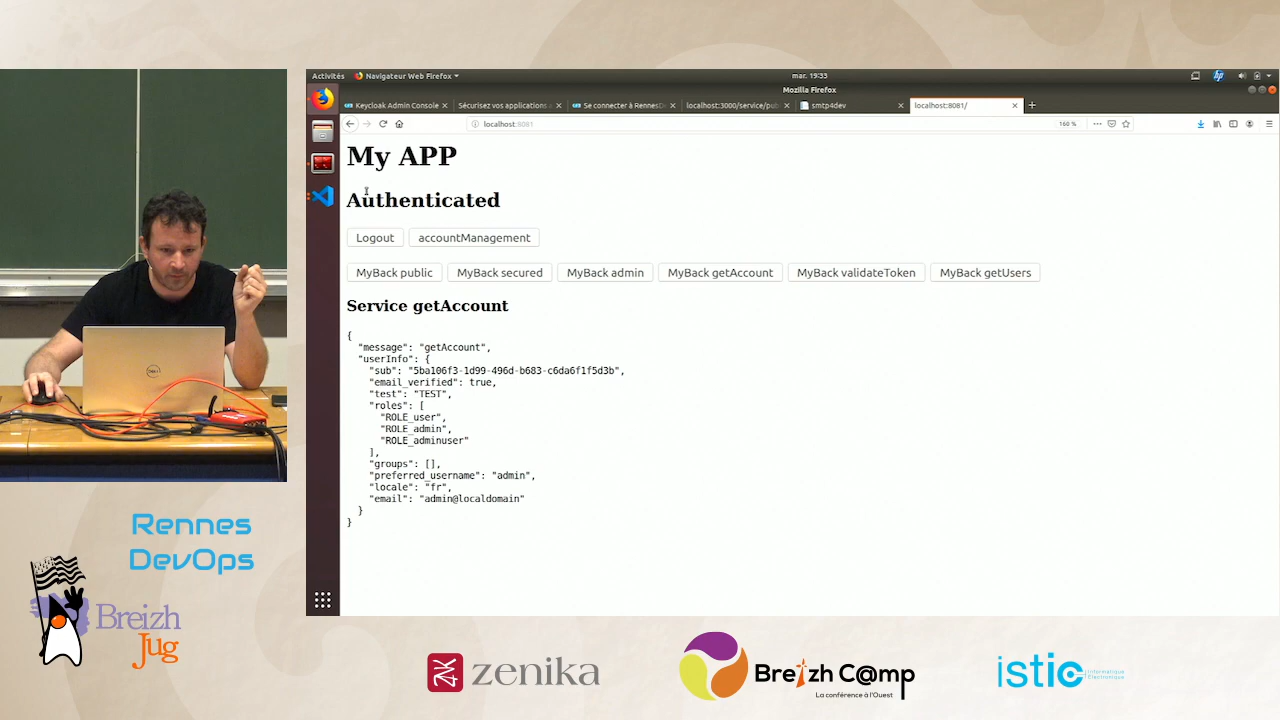 Activités
Navigateur Web Firefox
mar. 19:33
Mozilla Firefox
Keycloak Admin Console
Sécurisez vos applications
Se connecter à RennesD
localhost:3000/service/pub
smtp4dev
localhost:8081/
localhost:8081
160 %
My APP
Authenticated
Logout
accountManagement
MyBack public
MyBack secured
MyBack admin
MyBack getAccount
MyBack validateToken
MyBack getUsers
Service getAccount
{
"message": "getAccount",
"userInfo": {
"sub": "5ba106f3-1d99-496d-b683-c6da6f1f5d3b",
"email_verified": true,
"test": "TEST",
"roles": [
"ROLE_user",
"ROLE_admin",
"ROLE_adminuser"
],
"groups": [],
"preferred_username": "admin",
"locale": "fr",
"email": "admin@localdomain"
}
}
DELL
Rennes
DevOps
Breizh
Jug
zenika
Breizh C@mp
La conférence à l'Ouest
istic
Informatique
Électronique